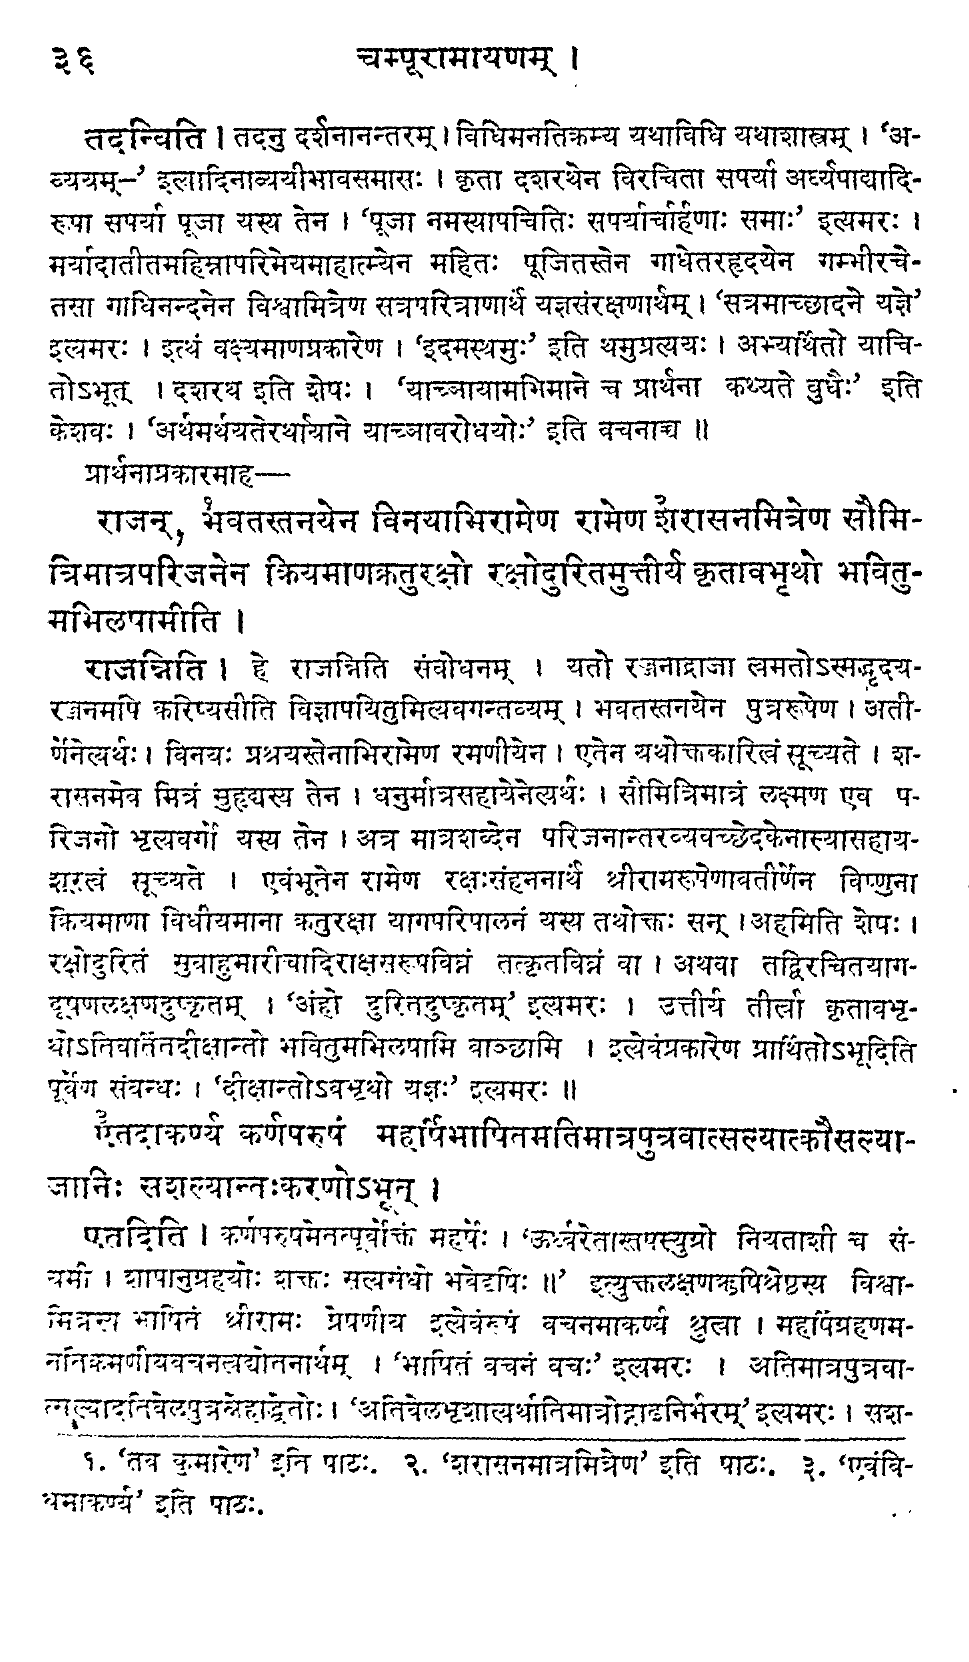 ३६ चम्पूरामायणम् ।
तदन्विति । तदनु दर्शनानन्तरम् । विधिमनतिक्रम्य यथाविधि यथाशास्त्रम् । ‘अ-
व्ययम्–’ इत्यादिनाव्ययीभावसमासः । कृता दशरथेन विरचिता सपर्या अर्घ्यपाद्यादि-
रूपा सपर्या पूजा यस्य तेन । ‘पूजा नमस्यापचितिः सपर्यार्चार्हणाः समाः’ इत्यमरः ।
मर्यादातीतमहिम्नापरिमेयमाहात्म्येन महितः पूजितस्तेन गाधेतरहृदयेन गम्भीरचे-
तसा गाधिनन्दनेन विश्वामित्रेण सत्रपरित्राणार्थं यज्ञसंरक्षणार्थम् । ‘सत्रमाच्छादने यज्ञे’
इत्यमरः । इत्थं वक्ष्यमाणप्रकारेण । ‘इदमस्थमुः’ इति थमुप्रत्ययः । अभ्यर्थितो याचि-
तोऽभूत् । दशरथ इति शेषः । ‘याच्ञायामभिमाने च प्रार्थना कथ्यते बुधैः’ इति
केशवः । ‘अर्थमर्थयतेरर्थायाने याच्ञावरोधयोः’ इति वचनाच्च ॥
प्रार्थनाप्रकारमाह—
राजन्, १भवतस्तनयेन विनयाभिरामेण रामेण २शरासनमित्रेण सौमि-
त्रिमात्रपरिजनेन क्रियमाणक्रतुरक्षो रक्षोदुरितमुत्तीर्य कृतावभृथो भवितु-
मभिलषामीति ।
राजन्निति । हे राजन्निति संबोधनम् । यतो रञ्जनाद्राजा त्वमतोऽस्मद्धृदय-
रञ्जनमपि करिष्यसीति विज्ञापयितुमित्यवगन्तव्यम् । भवतस्तनयेन पुत्ररूपेण । अती-
र्णेनेत्यर्थः । विनयः प्रश्रयस्तेनाभिरामेण रमणीयेन । एतेन यथोक्तकारित्वं सूच्यते । श-
रासनमेव मित्रं सुहृद्यस्य तेन । धनुर्मात्रसहायेनेत्यर्थः । सौमित्रिमात्रं लक्ष्मण एव प-
रिजनो भृत्यवर्गो यस्य तेन । अत्र मात्रशब्देन परिजनान्तरव्यवच्छेदकेनास्यासहाय-
शूरत्वं सूच्यते । एवंभूतेन रामेण रक्षःसंहननार्थं श्रीरामरूपेणावतीर्णेन विष्णुना
क्रियमाणा विधीयमाना क्रतुरक्षा यागपरिपालनं यस्य तथोक्तः सन् । अहमिति शेषः ।
रक्षोदुरितं सुबाहुमारीचादिराक्षसरूपविघ्नं तत्कृतविघ्नं वा । अथवा तद्विरचितयाग-
दूषणलक्षणदुष्कृतम् । ‘अंहो दुरितदुष्कृतम्’ इत्यमरः । उत्तीर्य तीर्त्वा कृतावभृ-
थोऽतिवर्तितदीक्षान्तो भवितुमभिलषामि वाञ्छामि । इत्येवंप्रकारेण प्रार्थितोऽभूदिति
पूर्वेण संबन्धः । ‘दीक्षान्तोऽवभृथो यज्ञः’ इत्यमरः ॥
३एतदाकर्ण्य कर्णपरुषं महर्षिभाषितमतिमात्रपुत्रवात्सल्यात्कौसल्या-
जानिः सशल्यान्तःकरणोऽभूत् ।
एतदिति । कर्णपरुषमेतत्पूर्वोक्तं महर्षेः । ‘ऊर्ध्वरेतास्तपस्युग्रो नियताशी च सं-
यमी । शापानुग्रहयोः शक्तः सत्यसंधो भवेदृषिः ॥’ इत्युक्तलक्षणऋषिश्रेष्ठस्य विश्वा-
मित्रस्य भाषितं श्रीरामः प्रेषणीय इत्येवंरूपं वचनमाकर्ण्य श्रुत्वा । महर्षिग्रहणम-
नतिक्रमणीयवचनत्वद्योतनार्थम् । ‘भाषितं वचनं वचः’ इत्यमरः । अतिमात्रपुत्रवा-
त्सल्यादतिवेलपुत्रस्नेहाद्धेतोः । ‘अतिवेलभृशात्यर्थातिमात्रोद्गाढनिर्भरम्’ इत्यमरः । सश-
१. ‘तव कुमारेण’ इति पाठः. २. ‘शरासनमात्रमित्रेण’ इति पाठः. ३. ‘एवंवि-
धमाकर्ण्य’ इति पाठः.